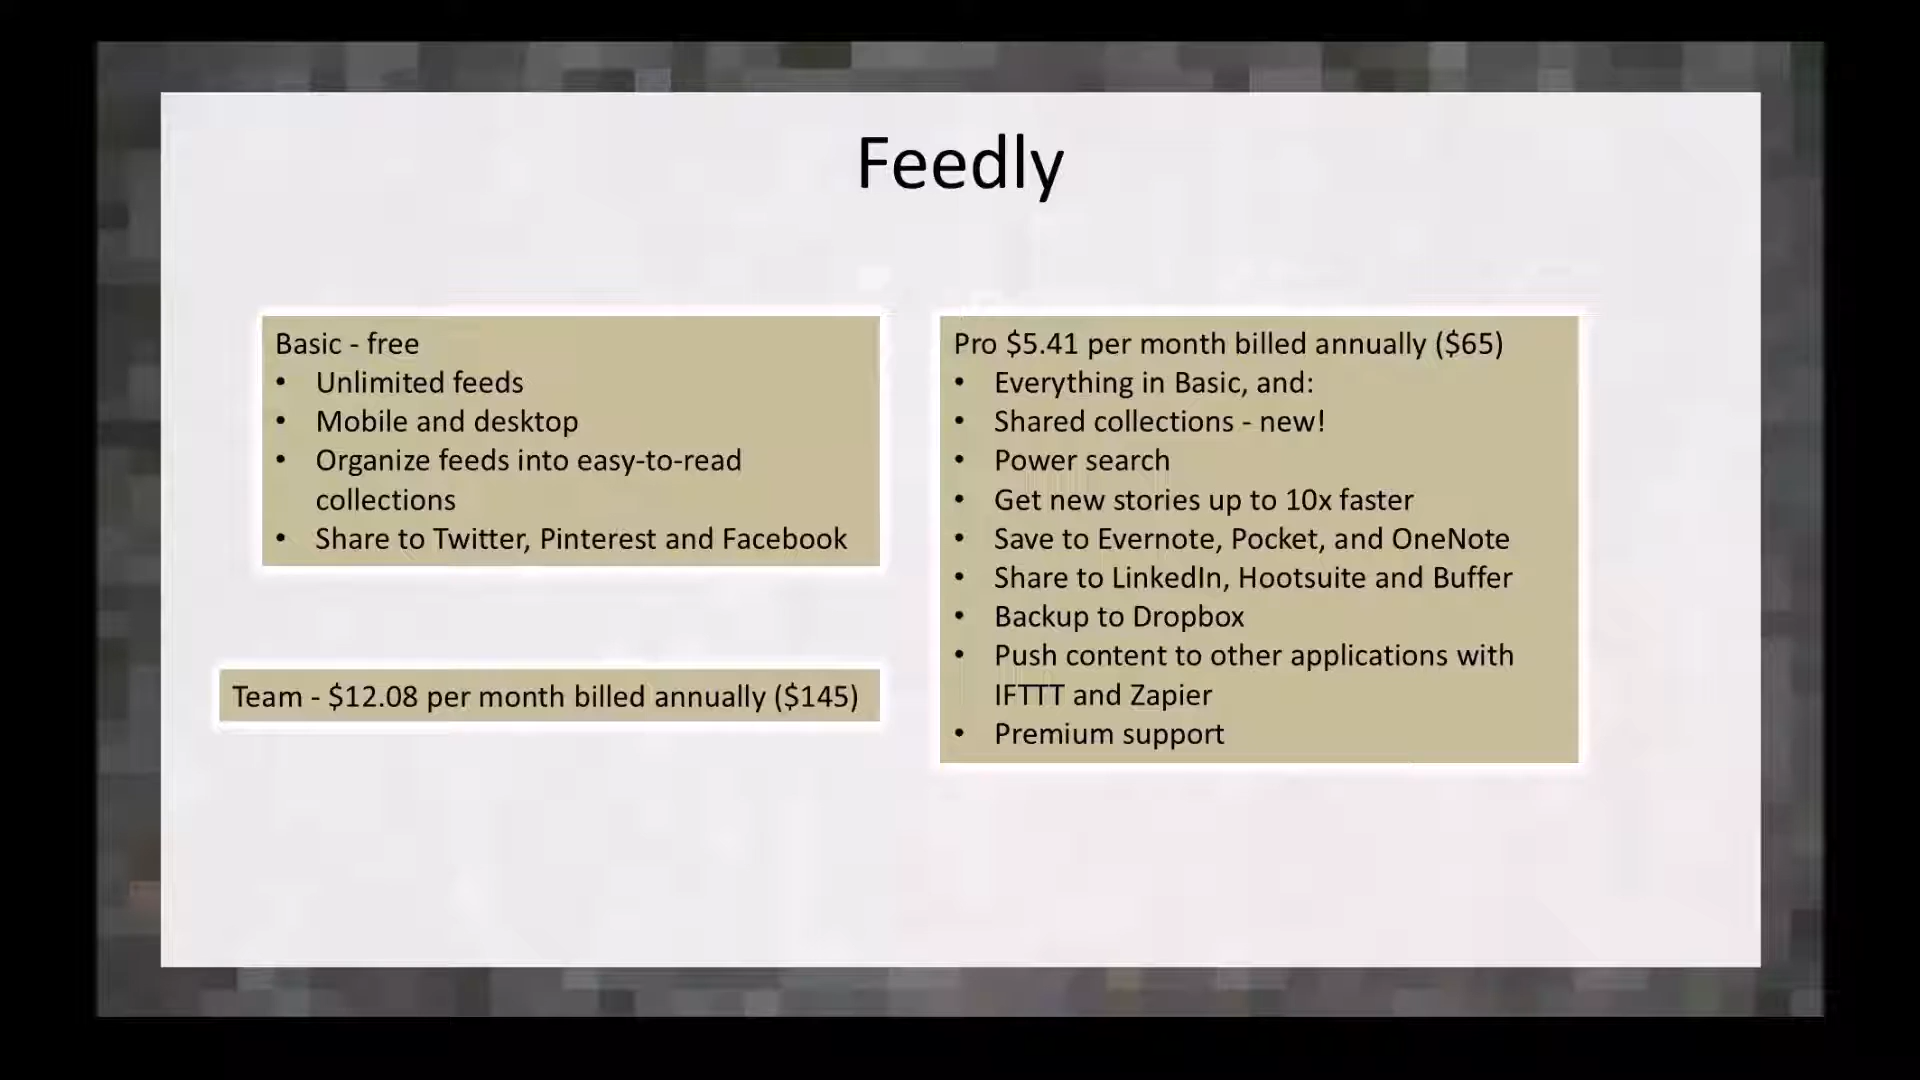 Feedly
Basic - free
• Unlimited feeds
• Mobile and desktop
• Organize feeds into easy-to-read
collections
• Share to Twitter, Pinterest and Facebook
Team - $12.08 per month billed annually ($145)
Pro $5.41 per month billed annually ($65)
• Everything in Basic, and:
• Shared collections - new!
• Power search
• Get new stories up to 10x faster
• Save to Evernote, Pocket, and OneNote
• Share to LinkedIn, Hootsuite and Buffer
• Backup to Dropbox
• Push content to other applications with
IFTTT and Zapier
• Premium support